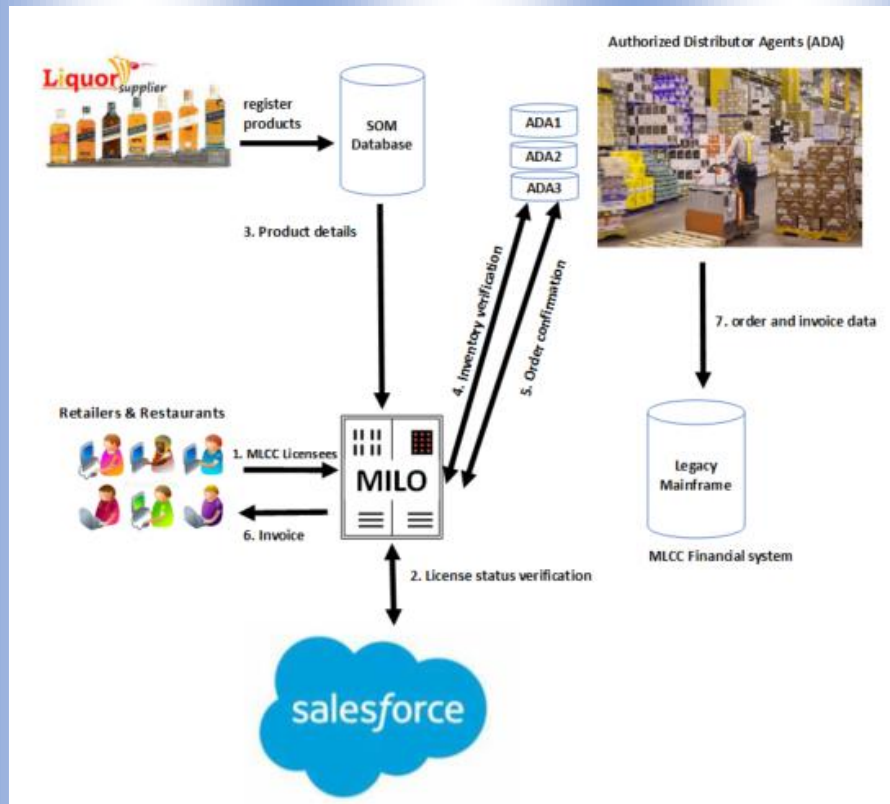 Authorized Distributor Agents (ADA)
Liquor
supplier
register
products
SOM
Database
ADA1
ADA2
ADA3
3. Product details
4. Inventory verification
5. Order confirmation
7. order and invoice data
Retailers & Restaurants
1. MLCC Licensees
MILO
6. Invoice
Legacy
Mainframe
MLCC Financial system
2. License status verification
salesforce